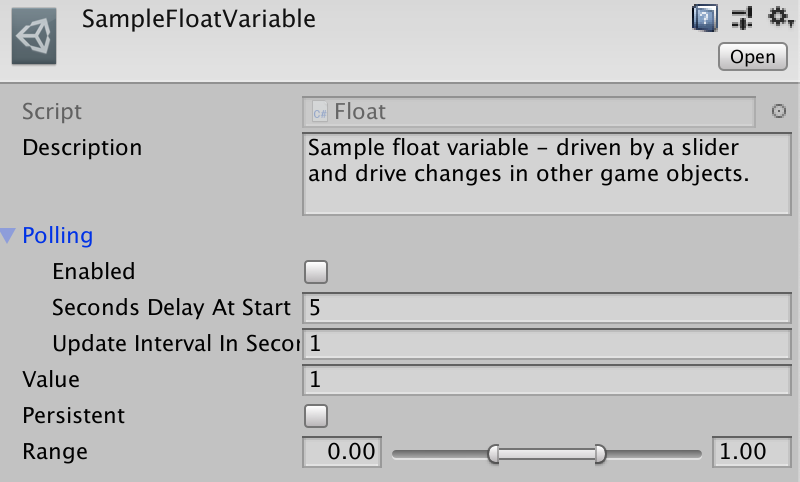 SampleFloatVariable
Open
Script C# Float
Description Sample float variable – driven by a slider
and drive changes in other game objects.
Polling
Enabled
Seconds Delay At Start 5
Update Interval In Secor 1
Value 1
Persistent
Range 0.00 1.00